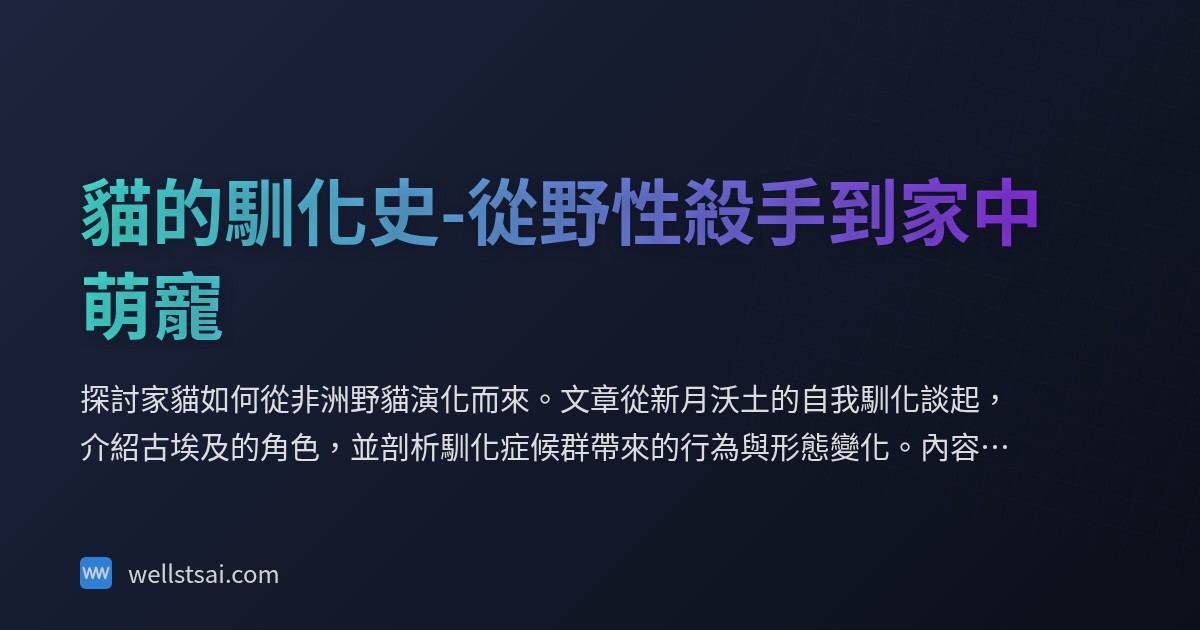 貓的馴化史-從野性殺手到家中
萌寵
探討家貓如何從非洲野貓演化而來。文章從新月沃土的自我馴化談起，
介紹古埃及的角色，並剖析馴化症候群帶來的行為與形態變化。內容…
W wellstsai.com